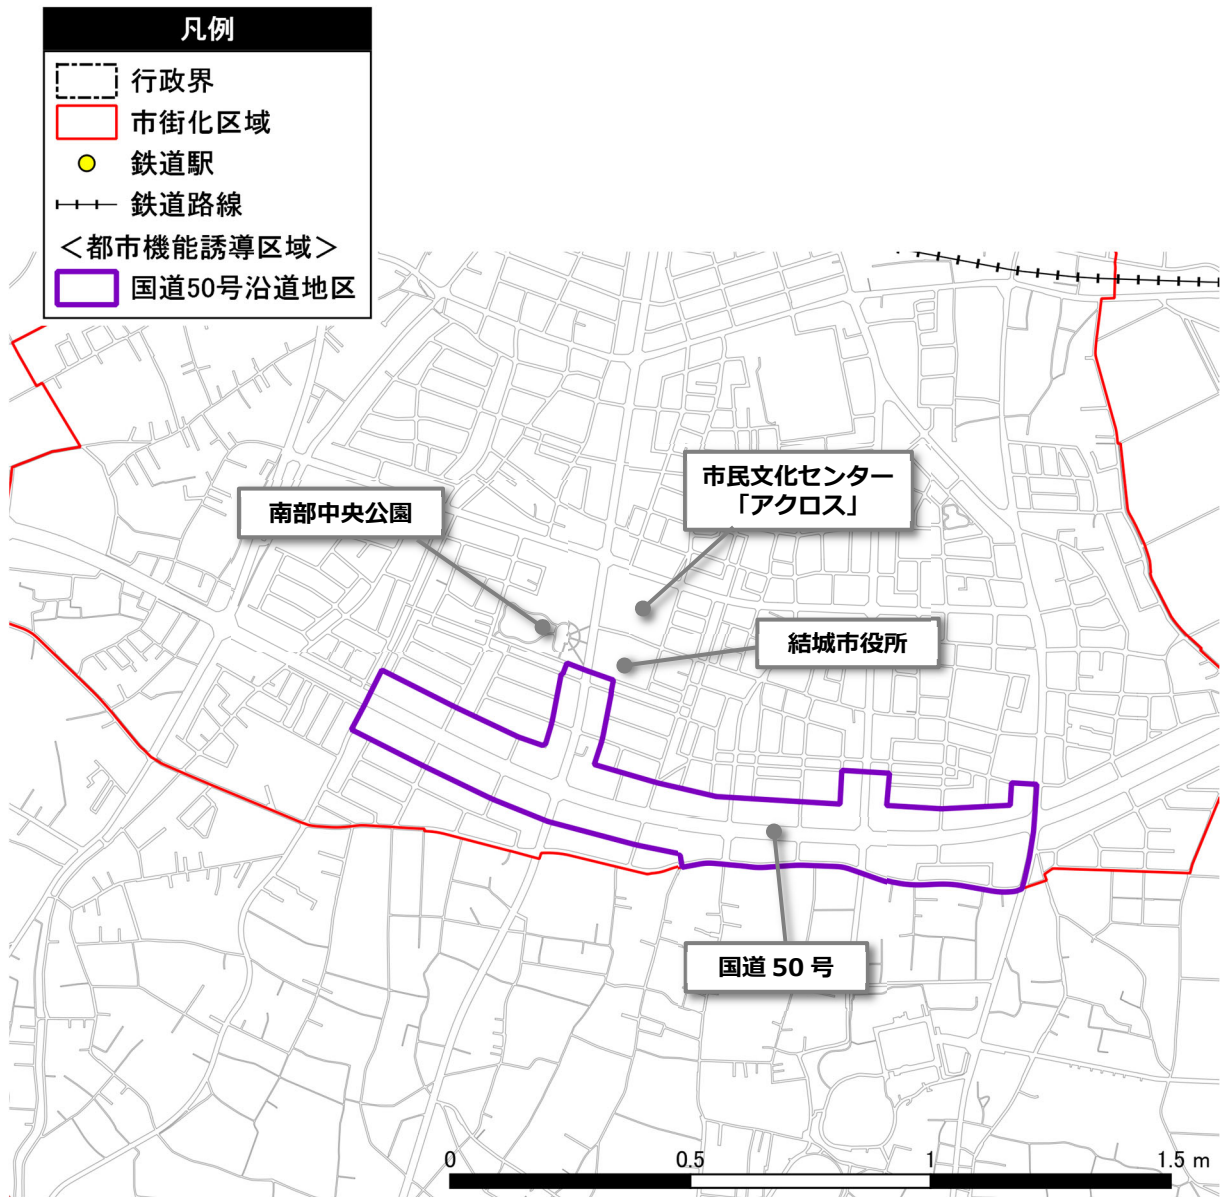 凡例
行政界
市街化区域
鉄道駅
鉄道路線
＜都市機能誘導区域＞
国道50号沿道地区
市民文化センター
「アクロス」
南部中央公園
結城市役所
国道 50 号
0 0.5 1 1.5 m